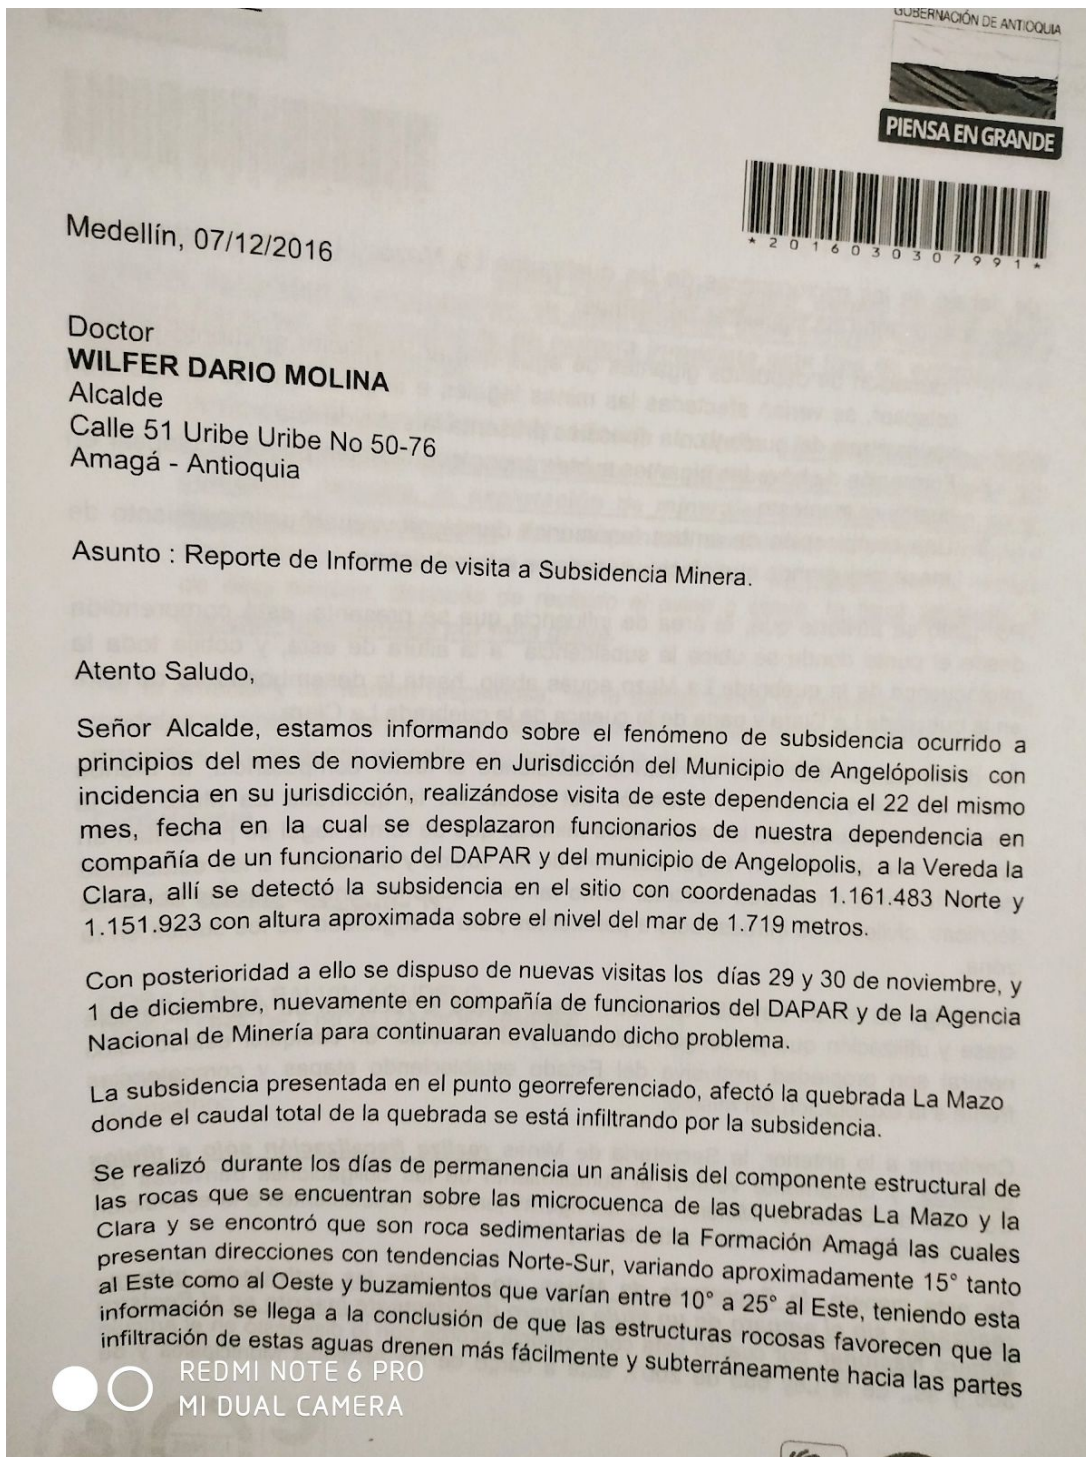 GOBERNACIÓN DE ANTIOQUIA
PIENSA EN GRANDE
*2016030307991*
Medellín, 07/12/2016
Doctor
WILFER DARIO MOLINA
Alcalde
Calle 51 Uribe Uribe No 50-76
Amagá - Antioquia
Asunto : Reporte de Informe de visita a Subsidencia Minera.
Atento Saludo,
Señor Alcalde, estamos informando sobre el fenómeno de subsidencia ocurrido a
principios del mes de noviembre en Jurisdicción del Municipio de Angelópolisis con
incidencia en su jurisdicción, realizándose visita de este dependencia el 22 del mismo
mes, fecha en la cual se desplazaron funcionarios de nuestra dependencia en
compañía de un funcionario del DAPAR y del municipio de Angelopolis, a la Vereda la
Clara, allí se detectó la subsidencia en el sitio con coordenadas 1.161.483 Norte y
1.151.923 con altura aproximada sobre el nivel del mar de 1.719 metros.
Con posterioridad a ello se dispuso de nuevas visitas los días 29 y 30 de noviembre, y
1 de diciembre, nuevamente en compañía de funcionarios del DAPAR y de la Agencia
Nacional de Minería para continuaran evaluando dicho problema.
La subsidencia presentada en el punto georreferenciado, afectó la quebrada La Mazo
donde el caudal total de la quebrada se está infiltrando por la subsidencia.
Se realizó durante los días de permanencia un análisis del componente estructural de
las rocas que se encuentran sobre las microcuenca de las quebradas La Mazo y la
Clara y se encontró que son roca sedimentarias de la Formación Amagá las cuales
presentan direcciones con tendencias Norte-Sur, variando aproximadamente 15° tanto
al Este como al Oeste y buzamientos que varían entre 10° a 25° al Este, teniendo esta
información se llega a la conclusión de que las estructuras rocosas favorecen que la
infiltración de estas aguas drenen más fácilmente y subterráneamente hacia las partes
REDMI NOTE 6 PRO
MI DUAL CAMERA